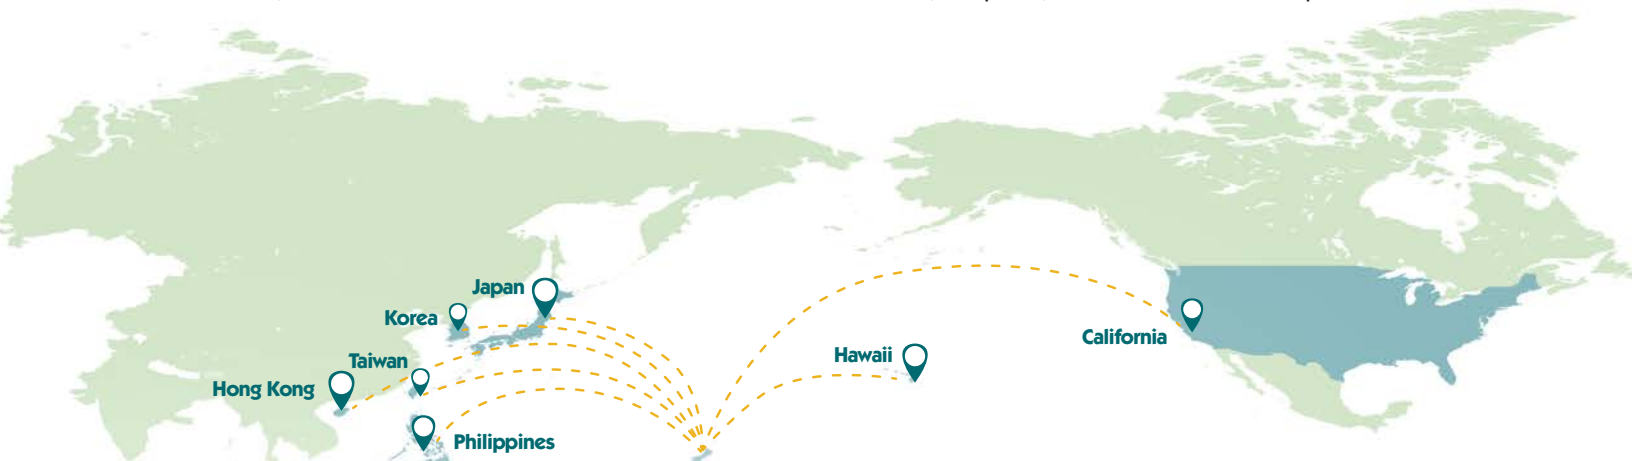 Japan
Korea
Taiwan
Hong Kong
Philippines
Hawaii
California